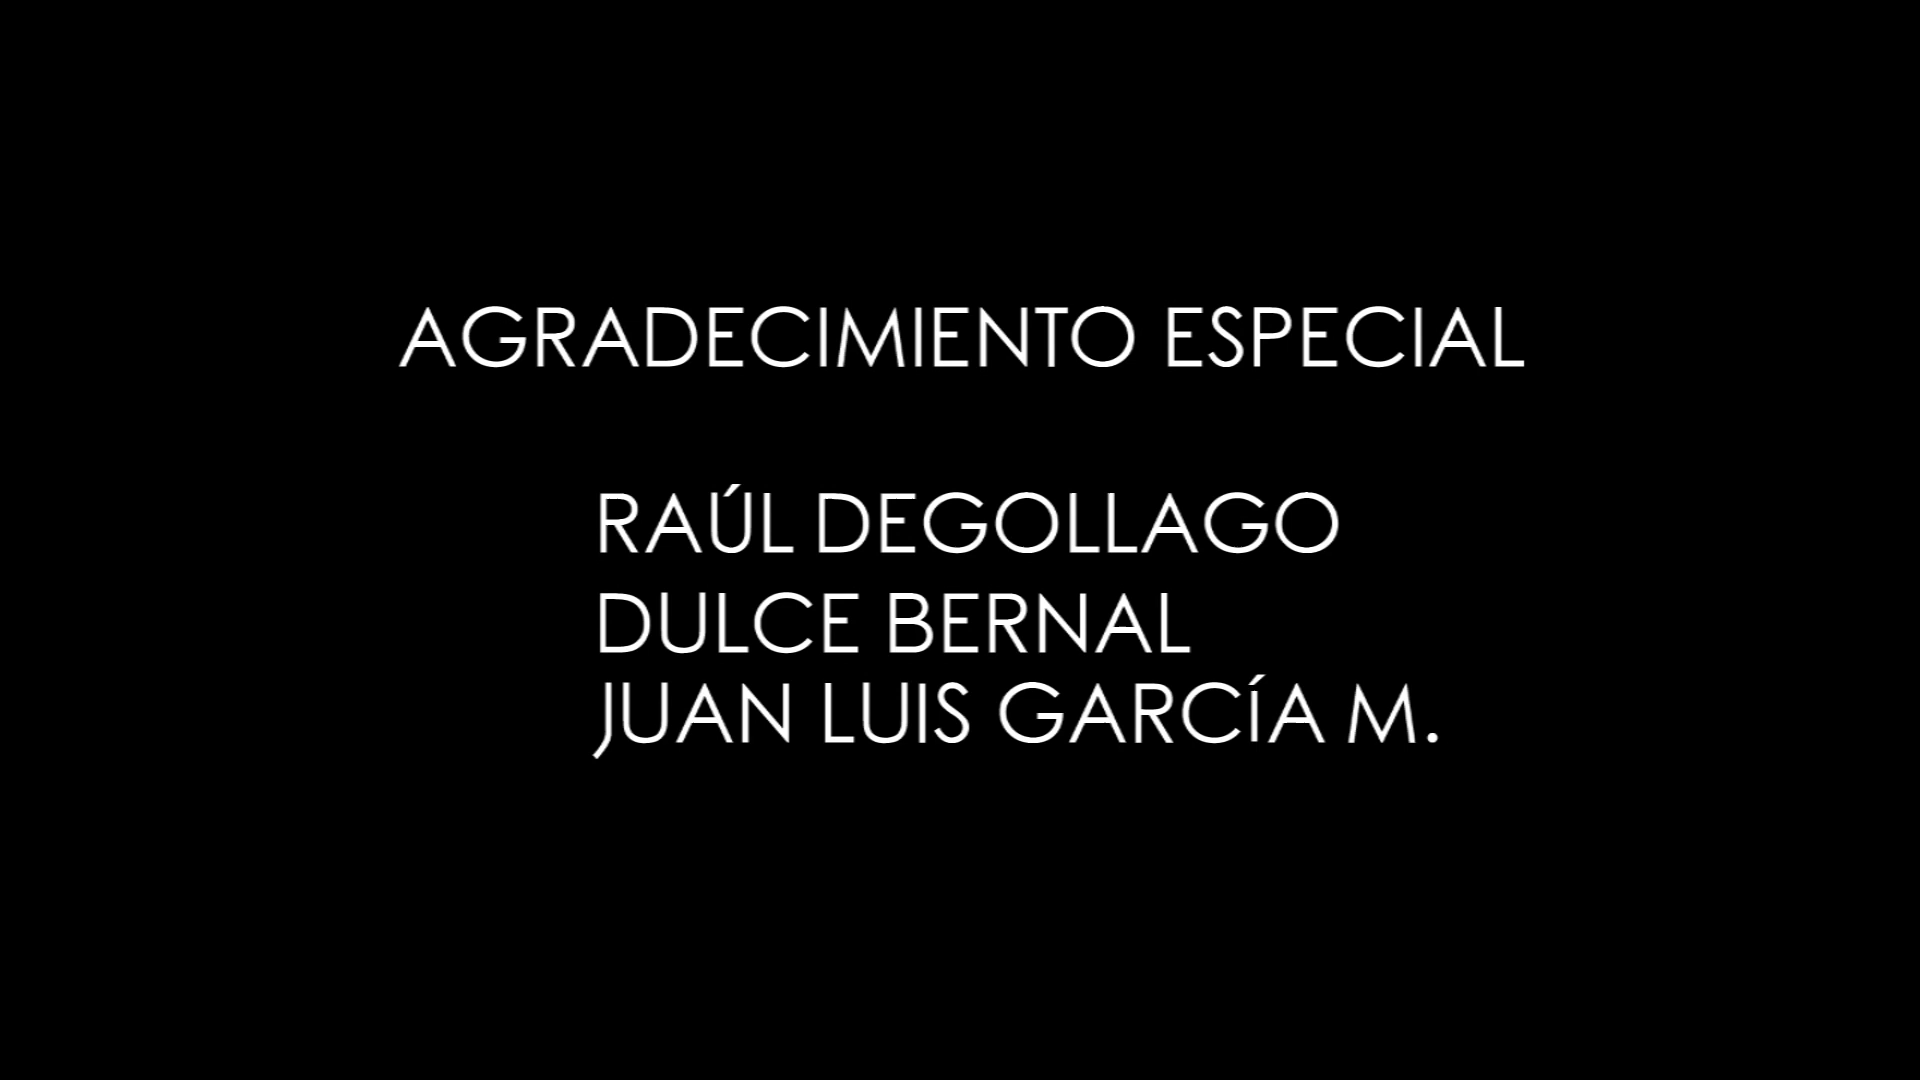 AGRADECIMIENTO ESPECIAL
RAÚL DEGOLLAGO
DULCE BERNAL
JUAN LUIS GARCÍA M.